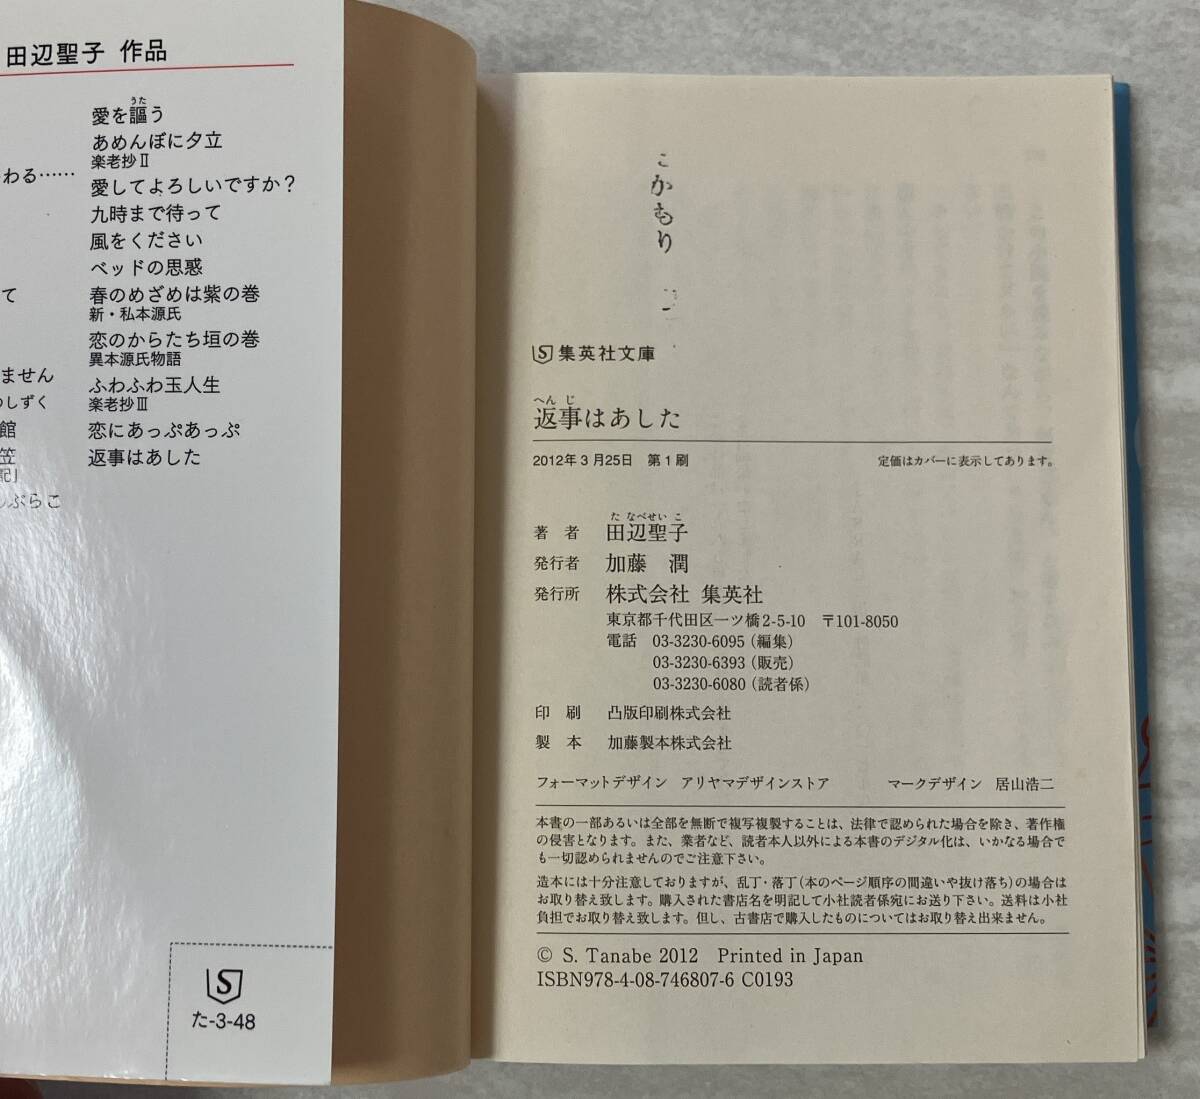 田辺聖子 作品
愛を謳う
うた
あめんぼに夕立
楽老抄Ⅱ
愛してよろしいですか？
九時まで待って
風をください
ベッドの思惑
春のめざめは紫の巻
新・私本源氏
恋のからたち垣の巻
異本源氏物語
ふわふわ玉人生
楽老抄Ⅲ
恋にあっぷあっぷ
返事はあした
わる……
て
ません
しずく
館
笠
記」
ぶらこ
S
た-3-48
S 集英社文庫
へんじ
返事はあした
2012年3月25日 第1刷
定価はカバーに表示してあります。
たなべせいこ
著 者 田辺聖子
発行者 加藤 潤
発行所 株式会社 集英社
東京都千代田区一ツ橋2-5-10 〒101-8050
電話 03-3230-6095（編集）
03-3230-6393（販売）
03-3230-6080（読者係）
印 刷 凸版印刷株式会社
製 本 加藤製本株式会社
フォーマットデザイン アリヤマデザインストア
マークデザイン 居山浩二
本書の一部あるいは全部を無断で複写複製することは、法律で認められた場合を除き、著作権
の侵害となります。また、業者など、読者本人以外による本書のデジタル化は、いかなる場合で
も一切認められませんのでご注意下さい。
造本には十分注意しておりますが、乱丁・落丁（本のページ順序の間違いや抜け落ち）の場合は
お取り替え致します。購入された書店名を明記して小社読者係宛にお送り下さい。送料は小社
負担でお取り替え致します。但し、古書店で購入したものについてはお取り替え出来ません。
© S. Tanabe 2012 Printed in Japan
ISBN978-4-08-746807-6 C0193